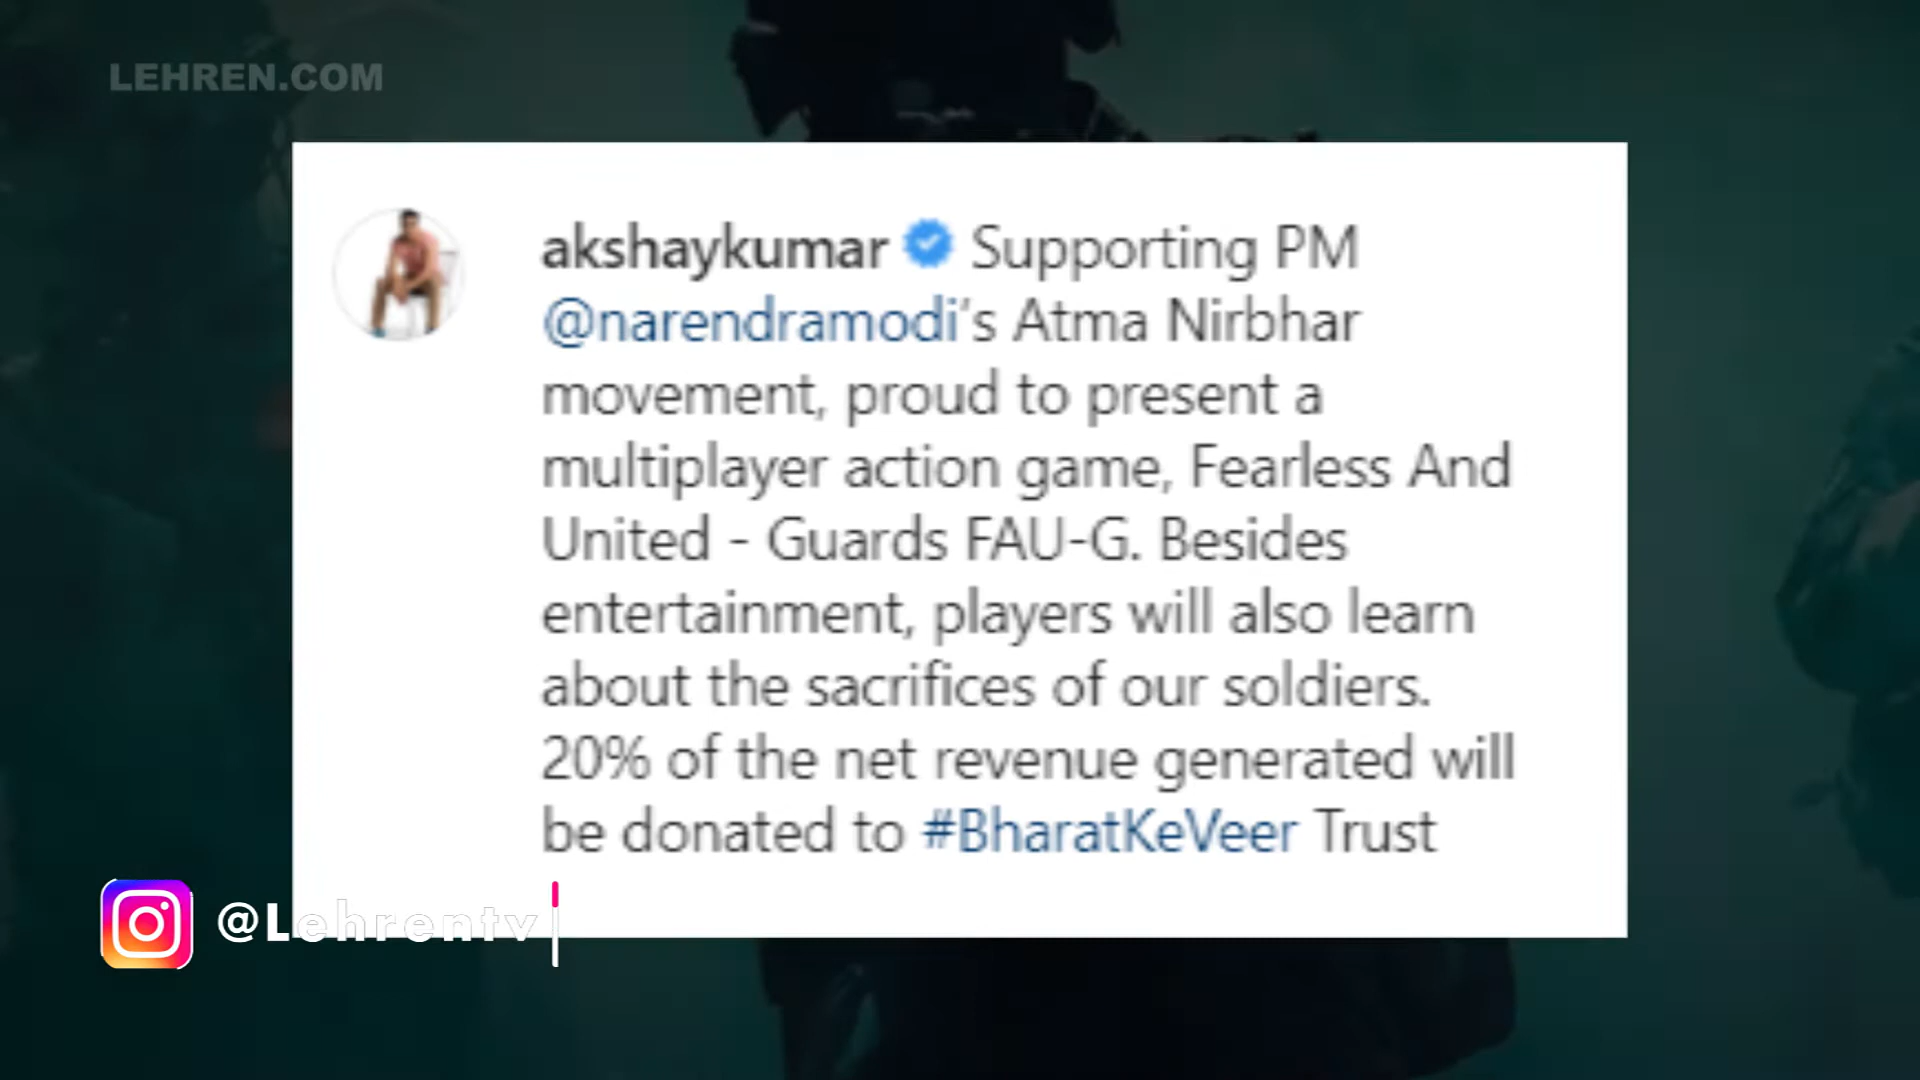 LEHREN.COM
akshaykumar Supporting PM
@narendramodi's Atma Nirbhar
movement, proud to present a
multiplayer action game, Fearless And
United - Guards FAU-G. Besides
entertainment, players will also learn
about the sacrifices of our soldiers.
20% of the net revenue generated will
be donated to #BharatKeVeer Trust
@Lehrentv